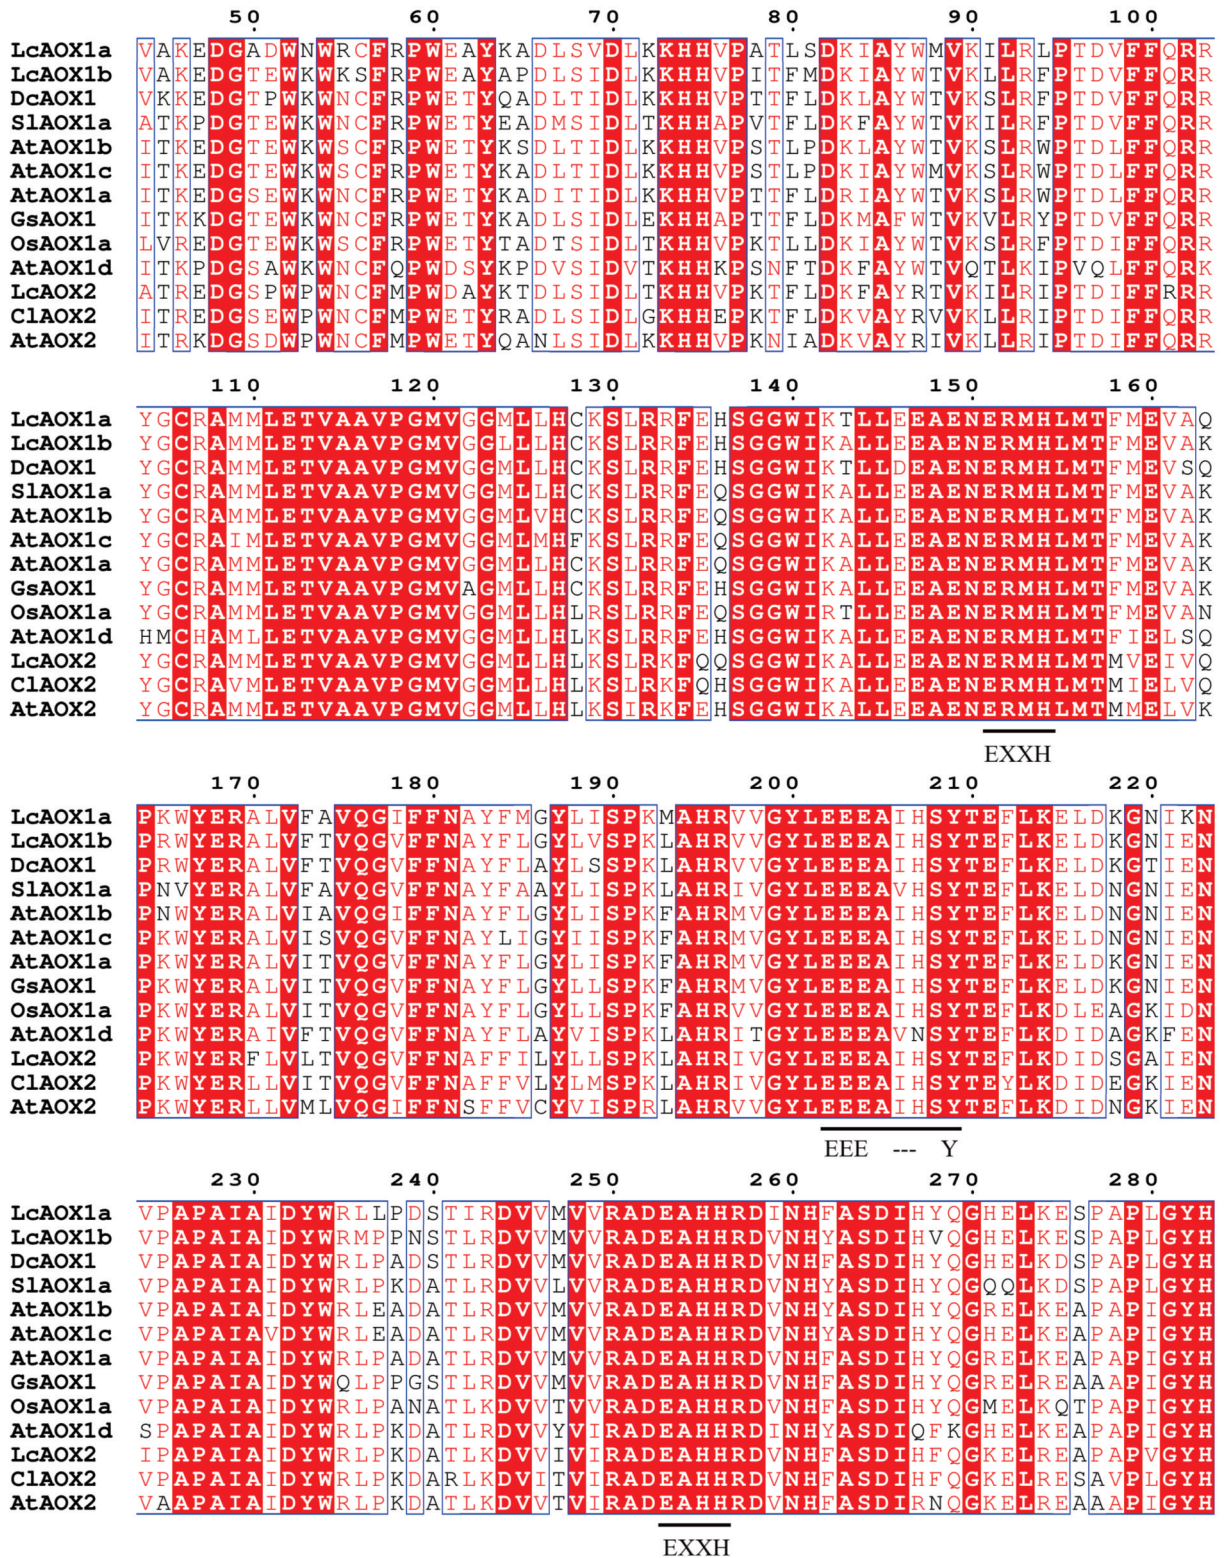 50 60 70 80 90 100
LcAOX1a VAKEDGADWNWRCFRPWEAYKADLSVDLKKHHVPATLSDKIAYWMVKILRLPTDVFFQRR
LcAOX1b VAKEDGTEWKWKSFRPWEAYAPDLSIDLKKHHVPITFMDKIAYWTVKLLRFPTDVFFQRR
DcAOX1 VKKEDGTPWKWNCFRPWETYQADLTIDLKKHHVPTTFLDKLAYWTVKSLRFPTDVFFQRR
SlAOX1a ATKPDGTEWKWNCFRPWETYEADMSIDLTKHHAPVTFLDKFAYWTVKILRFPTDVFFQRR
AtAOX1b ITKEDGTEWKWNCFRPWETYKSDLTIDLKKHHVPSTLPDKLAYWTVKSLRWPTDLFFQRR
AtAOX1c ITKEDGTEWKWSCFRPWETYKADLTIDLKKHHVPSTLPDKIAYWMVKSLRWPTDLFFQRR
AtAOX1a ITKEDGSEWKWNCFRPWETYKADITIDLKKHHVPTTFLDRIAYWTVKSLRWPTDLFFQRR
GsAOX1 ITKKDGTEWKWNCFRPWETYKADLSIDLEKHHAPTTFLDKMAFWTVKVLRYPTDVFFQRR
OsAOX1a LVREDGTEWKWSCFRPWETYTADTSIDLTKHHVPKTLLDKIAYWTVKSLRFPTDIFFQRR
AtAOX1d ITKPDGSAWKWNCFQPWDSYKPDVSIDVTKHHKPSNFTDKFAYWTVQTLKIPVQLFFQRK
LcAOX2 ATREDGSPWPWNCFMPWDAYKTDLSIDLTKHHVPKTFLDKFAYRTVKILRIPTDIFFRRR
ClAOX2 ITREDGSEWPWNCFMPWETYRADLSIDLGKHHEPKTFLDKVAYRVVKLLRIPTDIFFQRR
AtAOX2 ITRKDGSDWPWNCFMPWETYQANLSIDLKKHHVPKNIADKVAYRIVKLLRIPTDIFFQRR
110 120 130 140 150 160
LcAOX1a YGCRAMMLETVAAVPGMVGGMLLHCKSLRRFEHSGGWIKTLLEEAENERMHLMTFMEVAQ
LcAOX1b YGCRAMMLETVAAVPGMVGGLLLHCKSLRRFEHSGGWIKALLEEAENERMHLMTFMEVAK
DcAOX1 YGCRAMMLETVAAVPGMVGGMLLHCKSLRRFEHSGGWIKTLLDEAENERMHLMTFMEVSQ
SlAOX1a YGCRAMMLETVAAVPGMVGGMLLHCKSLRRFEQSGGWIKALLEEAENERMHLMTFMEVAK
AtAOX1b YGCRAMMLETVAAVPGMVGGMLVHCKSLRRFEQSGGWIKALLEEAENERMHLMTFMEVAK
AtAOX1c YGCRAIMLETVAAVPGMVGGMLMHFKSLRRFEQSGGWIKALLEEAENERMHLMTFMEVAK
AtAOX1a YGCRAMMLETVAAVPGMVGGMLLHCKSLRRFEQSGGWIKALLEEAENERMHLMTFMEVAK
GsAOX1 YGCRAMMLETVAAVPGMVAGMLLHCKSLRRFEHSGGWIKALLEEAENERMHLMTFMEVAK
OsAOX1a YGCRAMMLETVAAVPGMVGGMLLHLRSLRRFEQSGGWIRTLLEEAENERMHLMTFMEVAN
AtAOX1d HMCHAMLLETVAAVPGMVGGMLLHLKSLRRFEHSGGWIKALLEEAENERMHLMTFIELSQ
LcAOX2 YGCRAMMLETVAAVPGMVGGMLLHLKSLRKFQQSGGWIKALLEEAENERMHLMTMVEIVQ
ClAOX2 YGCRAVMLETVAAVPGMVGGMLLHLKSLRKFQHSGGWIKALLEEAENERMHLMTMIELVQ
AtAOX2 YGCRAMMLETVAAVPGMVGGMLLHLKSIRKFEHSGGWIKALLEEAENERMHLMTMMELVK
EXXH
170 180 190 200 210 220
LcAOX1a PKWYERALVFAVQGIFFNAYFMGYLISPKMAHRVVGYLEEEAIHSYTEFLKELDKGNIKN
LcAOX1b PRWYERALVFTVQGVFFNAYFLGYLVSPKLAHRVVGYLEEEAIHSYTEFLKELDKGNIEN
DcAOX1 PKWYERALVFTVQGVFFNAYFLAYLSSPKLAHRVVGYLEEEAIHSYTEFLKELDKGTIEN
SlAOX1a PNVYERALVFAVQGVFFNAYFAAYLISPKLAHRIVGYLEEEAVHSYTEFLKELDNGNIEN
AtAOX1b PNWYERALVIAVQGIFFNAYFLGYLISPKFAHRMVGYLEEEAIHSYTEFLKELDNGNIEN
AtAOX1c PKWYERALVISVQGVFFNAYLIGYIISPKFAHRMVGYLEEEAIHSYTEFLKELDNGNIEN
AtAOX1a PKWYERALVITVQGVFFNAYFLGYLISPKFAHRMVGYLEEEAIHSYTEFLKELDKGNIEN
GsAOX1 PKWYERALVITVQGVFFNAYFLGYLLSPKFAHRMVGYLEEEAIHSYTEFLKELDKGNIEN
OsAOX1a PKWYERALVITVQGVFFNAYFLGYLLSPKFAHRVVGYLEEEAIHSYTEFLKDLEAGKIDN
AtAOX1d PKWYERAIVFTVQGVFFNAYFLAYVISPKLAHRITGYLEEEAVNSYTEFLKDIDAGKFEN
LcAOX2 PKWYERFLVLTVQGVFFNAFFILYLLSPKLAHRIVGYLEEEAIHSYTEFLKDIDSGAIEN
ClAOX2 PKWYERLLVITVQGVFFNAFFVLYLMSPKLAHRIVGYLEEEAIHSYTEYLKDIDEGKIEN
AtAOX2 PKWYERLLVMLVQGIFFNSFFVCYVISPRLAHRVVGYLEEEAIHSYTEFLKDIDNGKIEN
EEE --- Y
230 240 250 260 270 280
LcAOX1a VPAPAIAIDYWRLLPDSTIRDVVMVVRADEAHHRDINHFASDIHYQGHELKESPAPLGYH
LcAOX1b VPAPAIAIDYWRMPPNSTLRDVVMVVRADEAHHRDVNHYASDIHVQGHELKESPAPLGYH
DcAOX1 VPAPAIAIDYWRLPADSTLRDVVMVVRADEAHHRDVNHFASDIHYQGHELKDSPAPLGYH
SlAOX1a VPAPAIAIDYWRLPKDATLRDVVLVVRADEAHHRDVNHYASDIHYQGQQLKDSPAPLGYH
AtAOX1b VPAPAIAIDYWRLEADATLRDVVMVVRADEAHHRDVNHYASDIHYQGRELKEAPAPIGYH
AtAOX1c VPAPAIAVDYWRLEADATLRDVVMVVRADEAHHRDVNHYASDIHYQGHELKEAPAPIGYH
AtAOX1a VPAPAIAIDYWRLPADATLRDVVMVVRADEAHHRDVNHFASDIHYQGRELKEAPAPIGYH
GsAOX1 VPAPAIAIDYWQLPPGSTLRDVVMVVRADEAHHRDVNHFASDIHYQGRELREAAAPIGYH
OsAOX1a VPAPAIAIDYWRLPANATLKDVVTVVRADEAHHRDVNHFASDIHYQGMELKQTPAPIGYH
AtAOX1d SPAPAIAIDYWRLPKDATLRDVVYVIRADEAHHRDINHYASDIQFKGHELKEAPAPIGYH
LcAOX2 IPAPAIAIDYWRLPKDATLKDVVIVIRADEAHHRDVNHFASDIHFQGKELKEAPAPVGYH
ClAOX2 VPAPAIAIDYWRLPKDARLKDVITVIRADEAHHRDVNHFASDIHFQGKELRESAVPLGYH
AtAOX2 VAAPAIAIDYWRLPKDATLKDVVTVIRADEAHHRDVNHFASDIRNQGKELREAAAPIGYH
EXXH